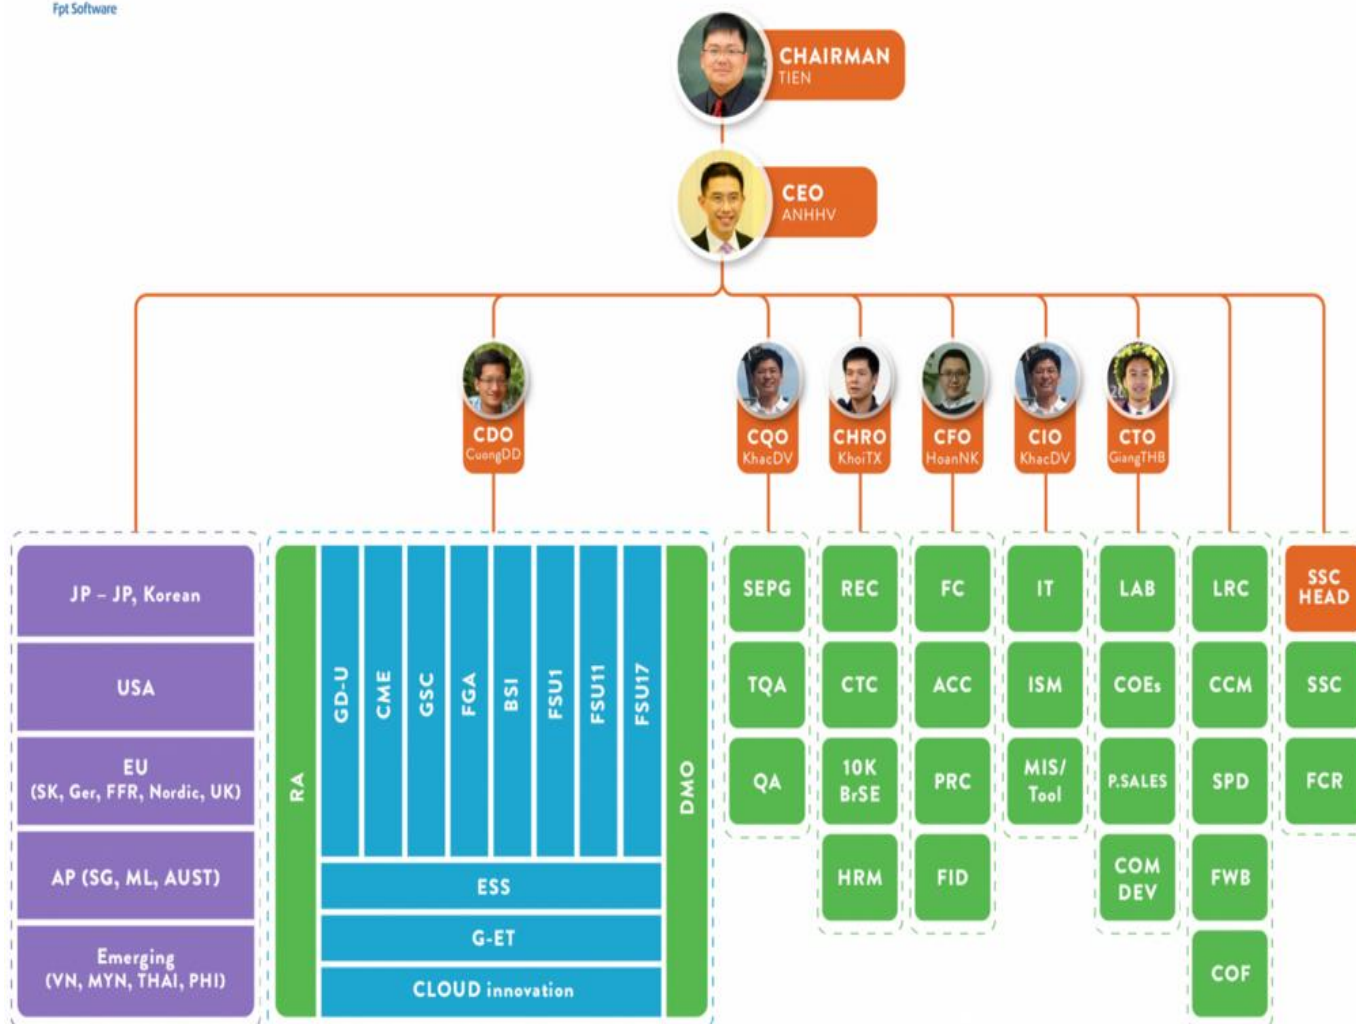 Fpt Software
CHAIRMAN
TIEN
CEO
ANHHV
CDO
CuongDD
CQO
KhacDV
CHRO
KhoiTX
CFO
HoanNK
CIO
KhacDV
CTO
GiangTHB
JP – JP, Korean
USA
EU
(SK, Ger, FFR, Nordic, UK)
AP (SG, ML, AUST)
Emerging
(VN, MYN, THAI, PHI)
RA
GD-U
CME
GSC
FGA
BSI
FSU1
FSU11
FSU17
ESS
G-ET
CLOUD innovation
DMO
SEPG
TQA
QA
REC
CTC
10K
BrSE
HRM
FC
ACC
PRC
FID
IT
ISM
MIS/
Tool
LAB
COEs
P.SALES
COM
DEV
LRC
CCM
SPD
FWB
COF
SSC
HEAD
SSC
FCR